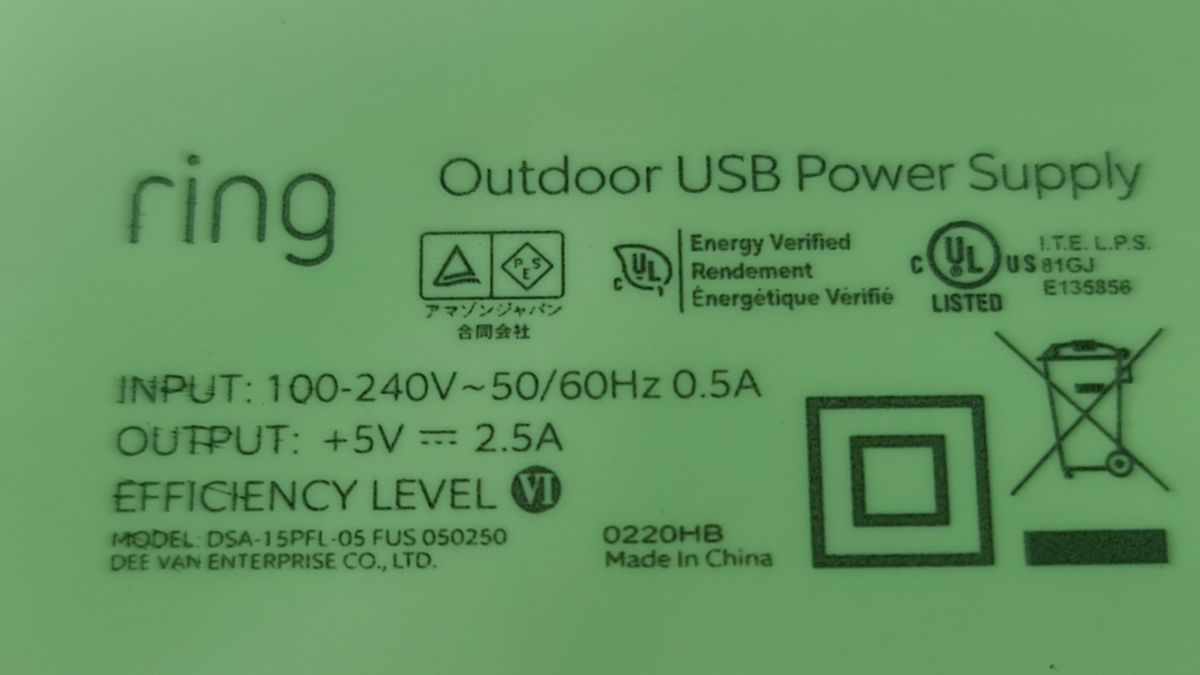 ring
Outdoor USB Power Supply
PSE
アマゾンジャパン
合同会社
C UL
Energy Verified
Rendement
Énergétique Vérifié
C UL US
LISTED
I.T.E. L.P.S.
81GJ
E135856
INPUT: 100-240V~50/60Hz 0.5A
OUTPUT: +5V ⎓ 2.5A
EFFICIENCY LEVEL VI
MODEL: DSA-15PFL-05 FUS 050250
DEE VAN ENTERPRISE CO., LTD.
0220HB
Made In China